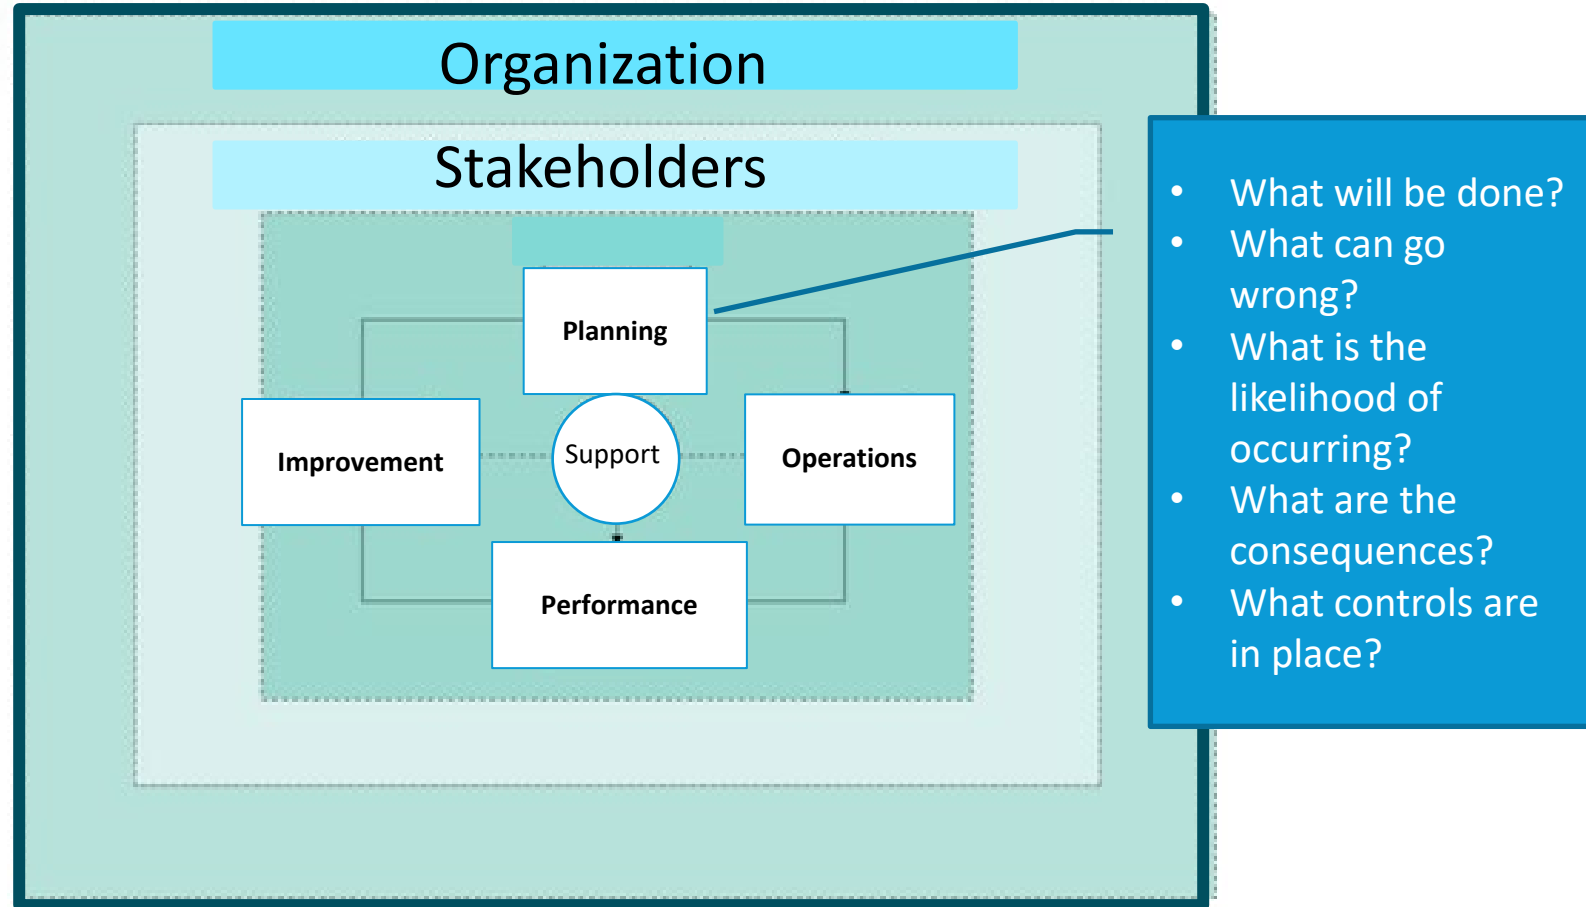 Organization
Stakeholders
Planning
Improvement
Support
Operations
Performance
• What will be done?
• What can go
wrong?
• What is the
likelihood of
occurring?
• What are the
consequences?
• What controls are
in place?